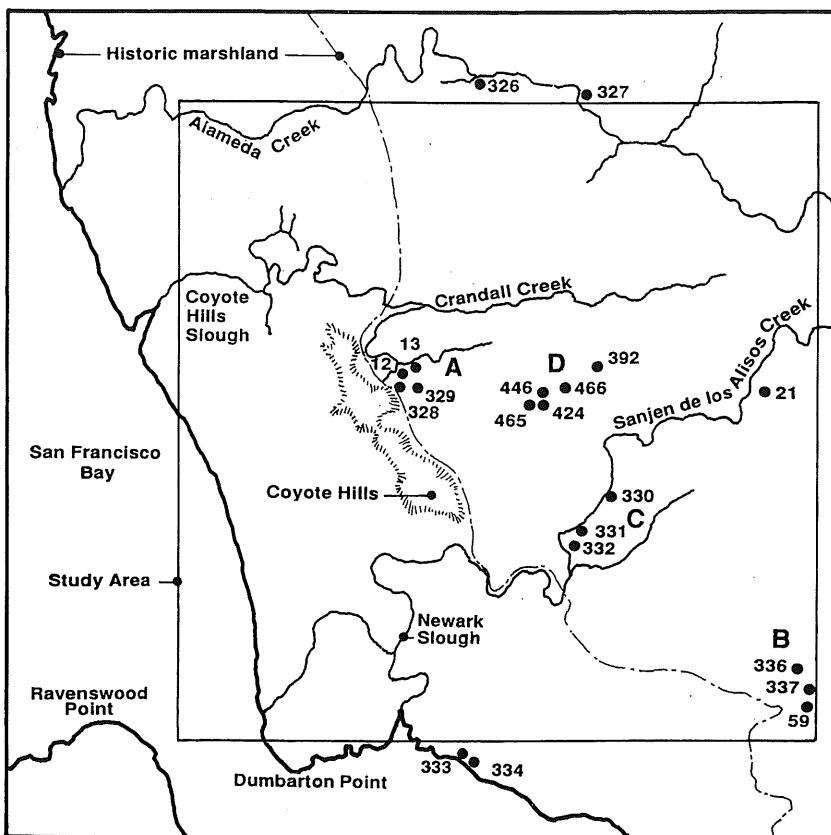 Historic marshland
326
327
Alameda
Creek
Coyote
Hills
Slough
Crandall Creek
13
A
12
329
328
D
392
446
466
465
424
Sanjen de los Alisos Creek
21
San Francisco
Bay
Coyote Hills
330
C
331
332
Study Area
Newark
Slough
B
336
337
59
Ravenswood
Point
333
334
Dumbarton Point